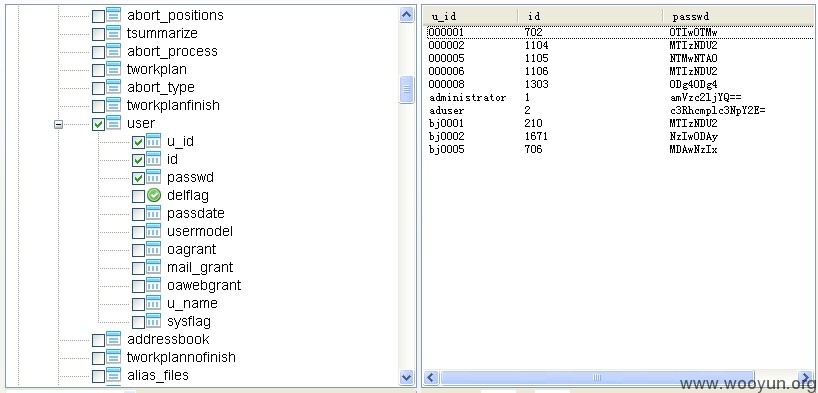 abort_positions
tsummarize
abort_process
tworkplan
abort_type
tworkplanfinish
user
u_id
id
passwd
delflag
passdate
usermodel
oagrant
mail_grant
oawebgrant
u_name
sysflag
addressbook
tworkplannofinish
alias_files
u_id id passwd
000001 702 OTIwOTMw
000002 1104 MTIzNDU2
000005 1105 NTMwNTA0
000006 1106 MTIzNDU2
000008 1303 ODg4ODg4
administrator 1 amVzc2ljYQ==
aduser 2 c3Rhcmplc3NpY2E=
bj0001 210 MTIzNDU2
bj0002 1671 NzIwODAy
bj0005 706 MDAwNzIx
www.wooyun.org